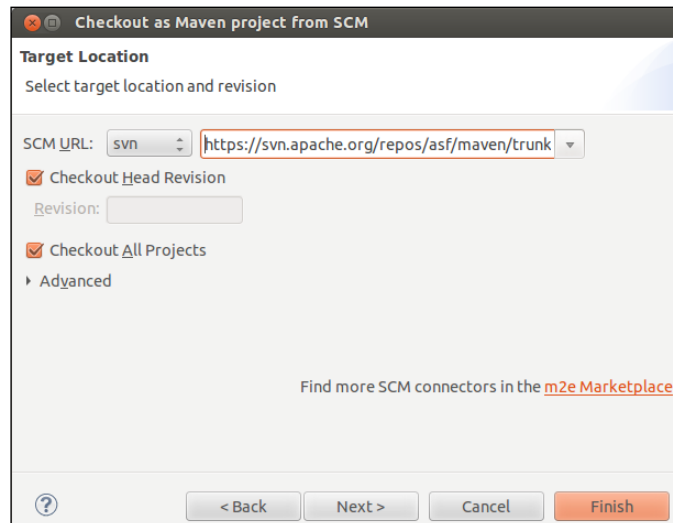 Checkout as Maven project from SCM
Target Location
Select target location and revision
SCM URL: svn https://svn.apache.org/repos/asf/maven/trunk
Checkout Head Revision
Revision:
Checkout All Projects
Advanced
Find more SCM connectors in the m2e Marketplace
? < Back Next > Cancel Finish